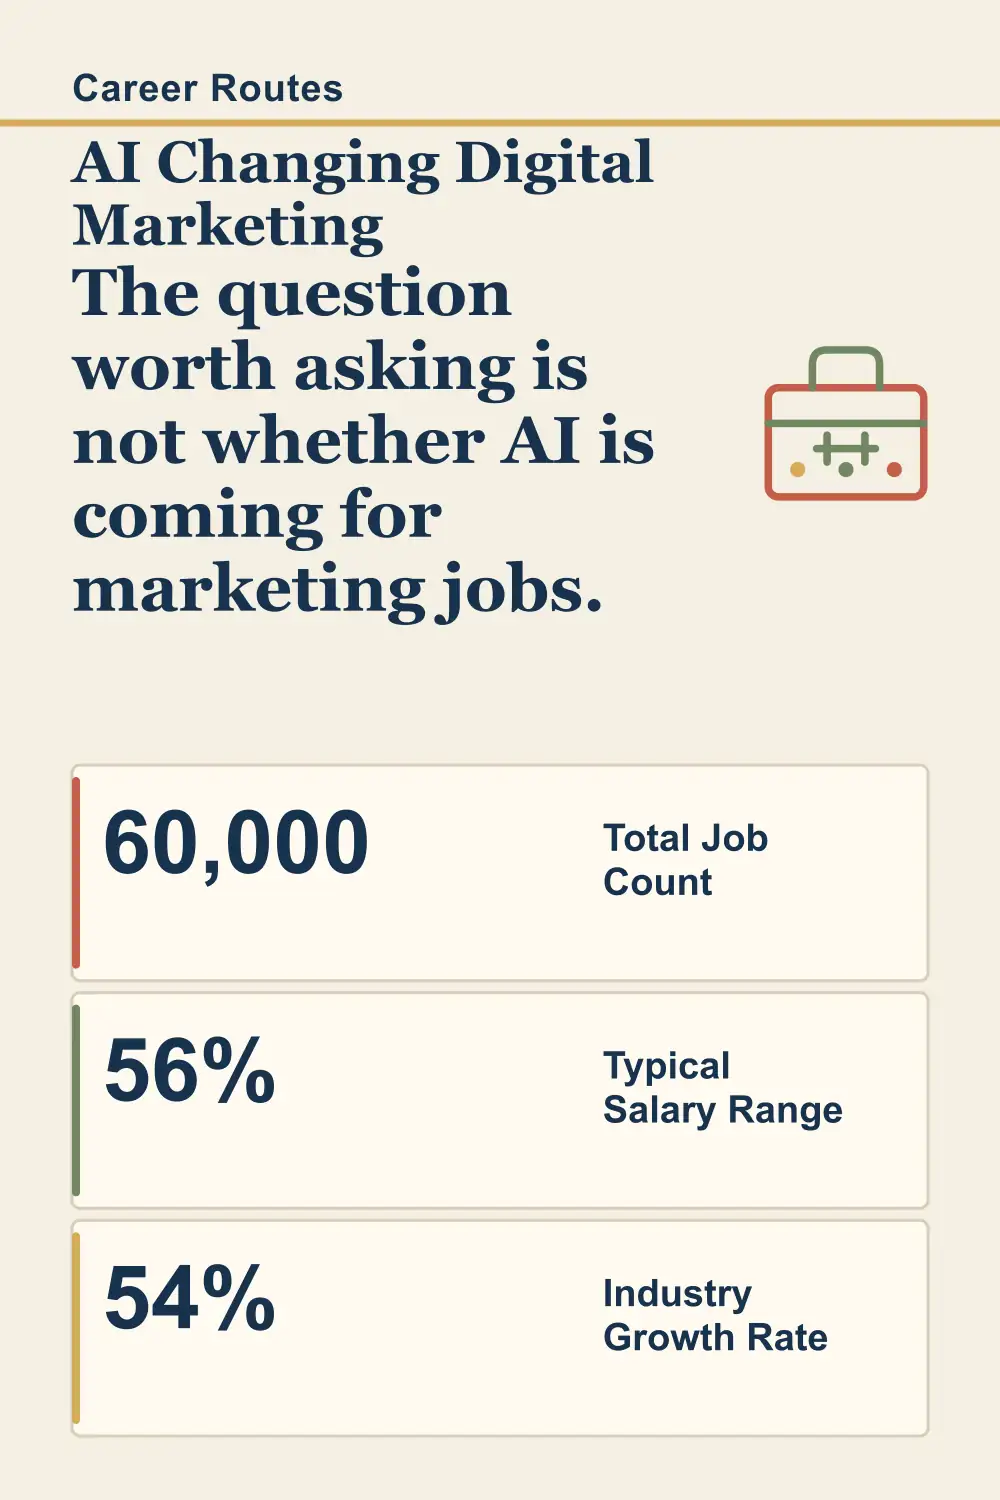 Career Routes
AI Changing Digital
Marketing
The question
worth asking is
not whether AI is
coming for
marketing jobs.
60,000
Total Job
Count
56%
Typical
Salary Range
54%
Industry
Growth Rate